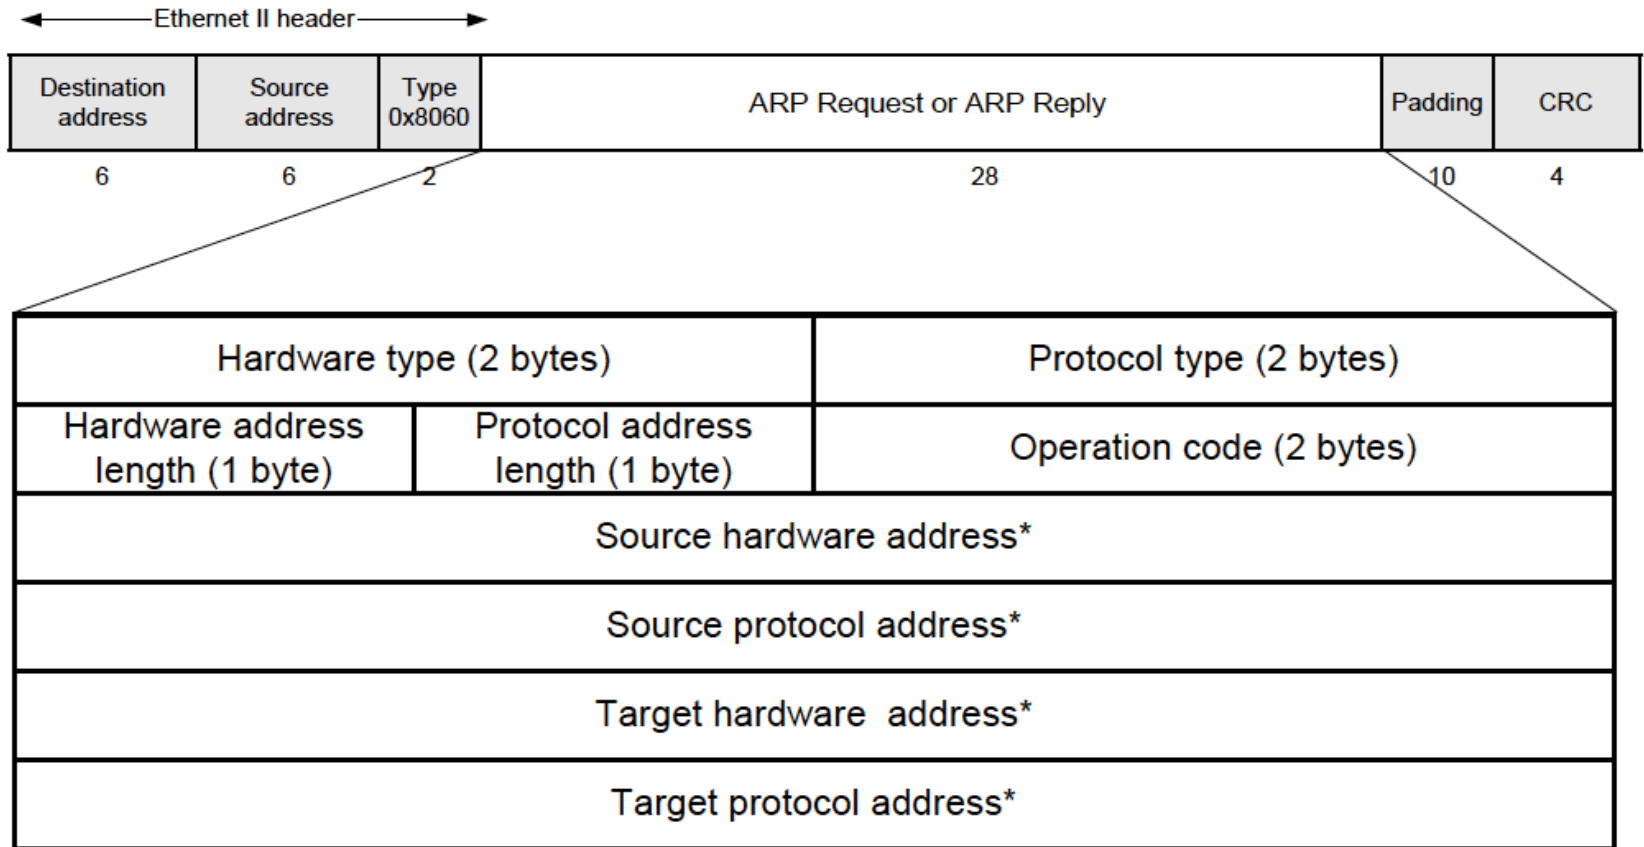 Ethernet II header
Destination
address
Source
address
Type
0x8060
ARP Request or ARP Reply
Padding
CRC
6
6
2
28
10
4
Hardware type (2 bytes)
Protocol type (2 bytes)
Hardware address
length (1 byte)
Protocol address
length (1 byte)
Operation code (2 bytes)
Source hardware address*
Source protocol address*
Target hardware address*
Target protocol address*